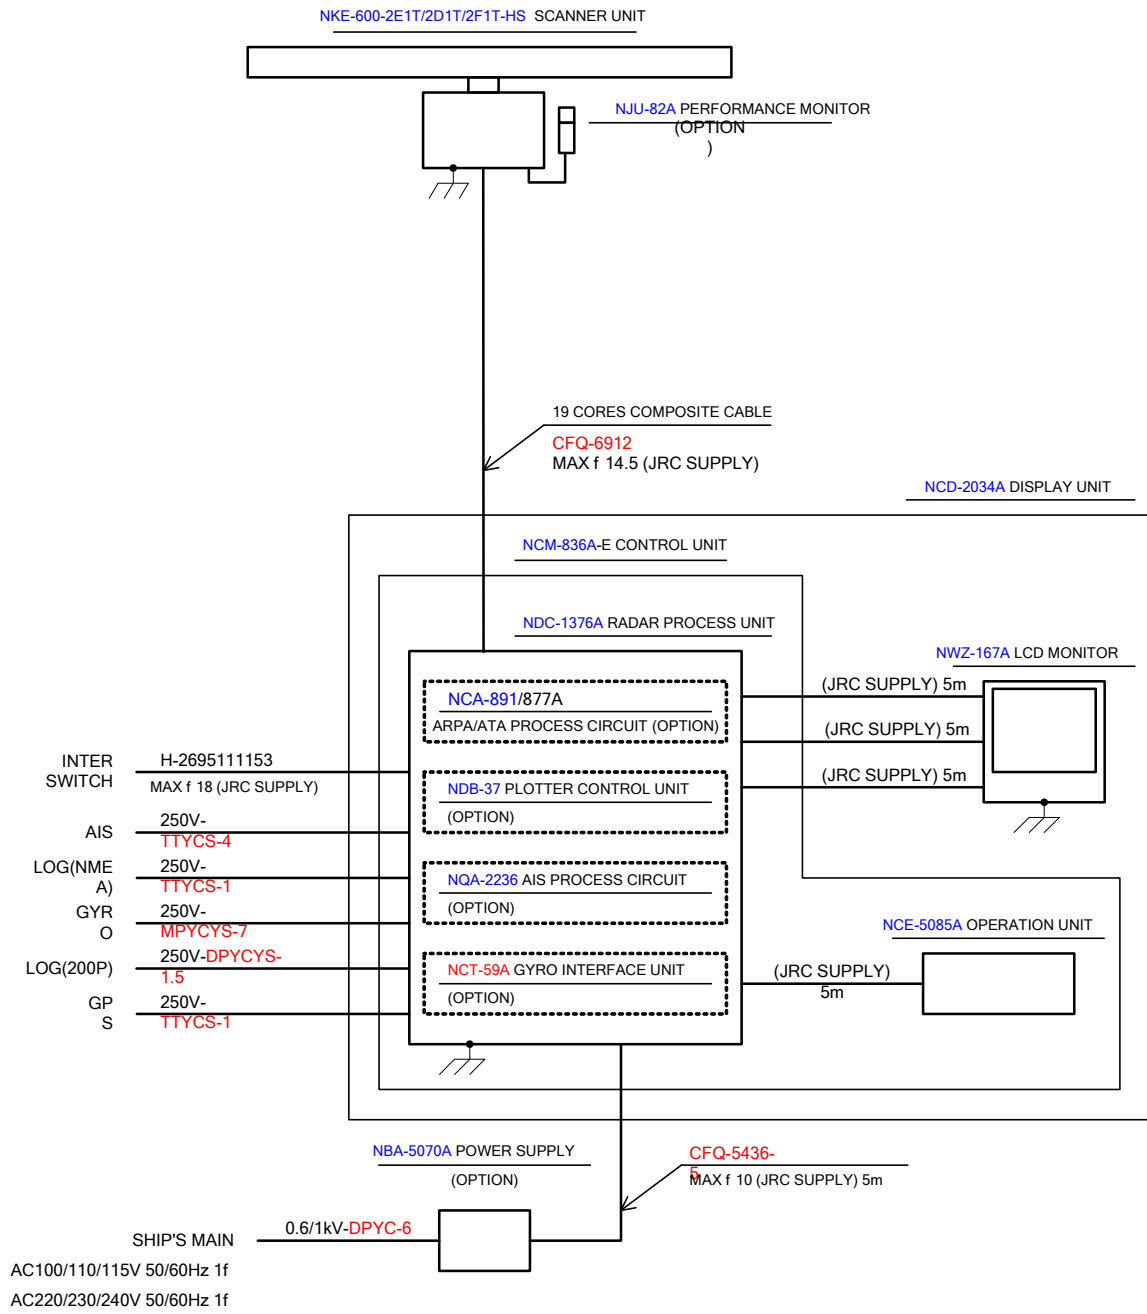 NKE-600-2E1T/2D1T/2F1T-HS SCANNER UNIT
NJU-82A PERFORMANCE MONITOR
(OPTION
)
19 CORES COMPOSITE CABLE
CFQ-6912
MAX f 14.5 (JRC SUPPLY)
NCD-2034A DISPLAY UNIT
NCM-836A-E CONTROL UNIT
NDC-1376A RADAR PROCESS UNIT
NWZ-167A LCD MONITOR
(JRC SUPPLY) 5m
(JRC SUPPLY) 5m
(JRC SUPPLY) 5m
NCA-891/877A
ARPA/ATA PROCESS CIRCUIT (OPTION)
NDB-37 PLOTTER CONTROL UNIT
(OPTION)
NQA-2236 AIS PROCESS CIRCUIT
(OPTION)
NCT-59A GYRO INTERFACE UNIT
(OPTION)
INTER
SWITCH
H-2695111153
MAX f 18 (JRC SUPPLY)
AIS
250V-
TTYCS-4
LOG(NME
A)
250V-
TTYCS-1
GYR
O
250V-
MPYCYS-7
LOG(200P)
250V-DPYCYS-
1.5
GP
S
250V-
TTYCS-1
NCE-5085A OPERATION UNIT
(JRC SUPPLY)
5m
NBA-5070A POWER SUPPLY
(OPTION)
CFQ-5436-
5
MAX f 10 (JRC SUPPLY) 5m
SHIP'S MAIN
0.6/1kV-DPYC-6
AC100/110/115V 50/60Hz 1f
AC220/230/240V 50/60Hz 1f